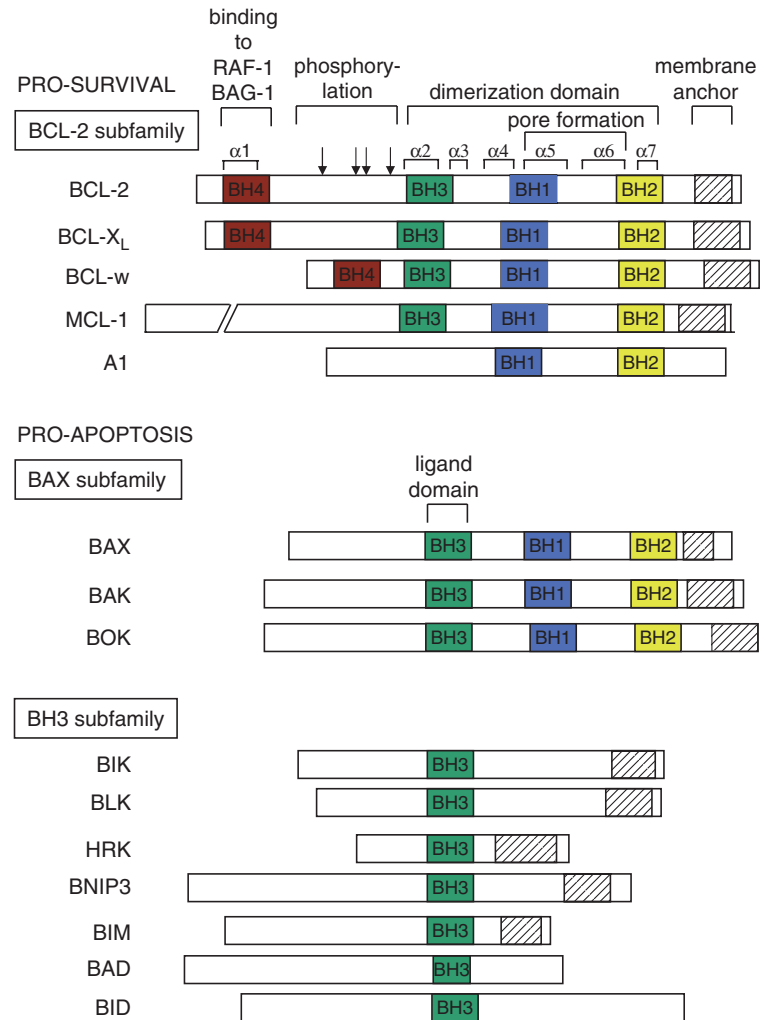 binding
to
RAF-1
BAG-1
phosphory-
lation
dimerization domain
membrane
anchor
PRO-SURVIVAL
pore formation
BCL-2 subfamily
α1 α2 α3 α4 α5 α6 α7
BCL-2 BH4 BH3 BH1 BH2
BCL-XL BH4 BH3 BH1 BH2
BCL-w BH4 BH3 BH1 BH2
MCL-1 BH3 BH1 BH2
A1 BH1 BH2
PRO-APOPTOSIS
BAX subfamily
ligand
domain
BAX BH3 BH1 BH2
BAK BH3 BH1 BH2
BOK BH3 BH1 BH2
BH3 subfamily
BIK BH3
BLK BH3
HRK BH3
BNIP3 BH3
BIM BH3
BAD BH3
BID BH3